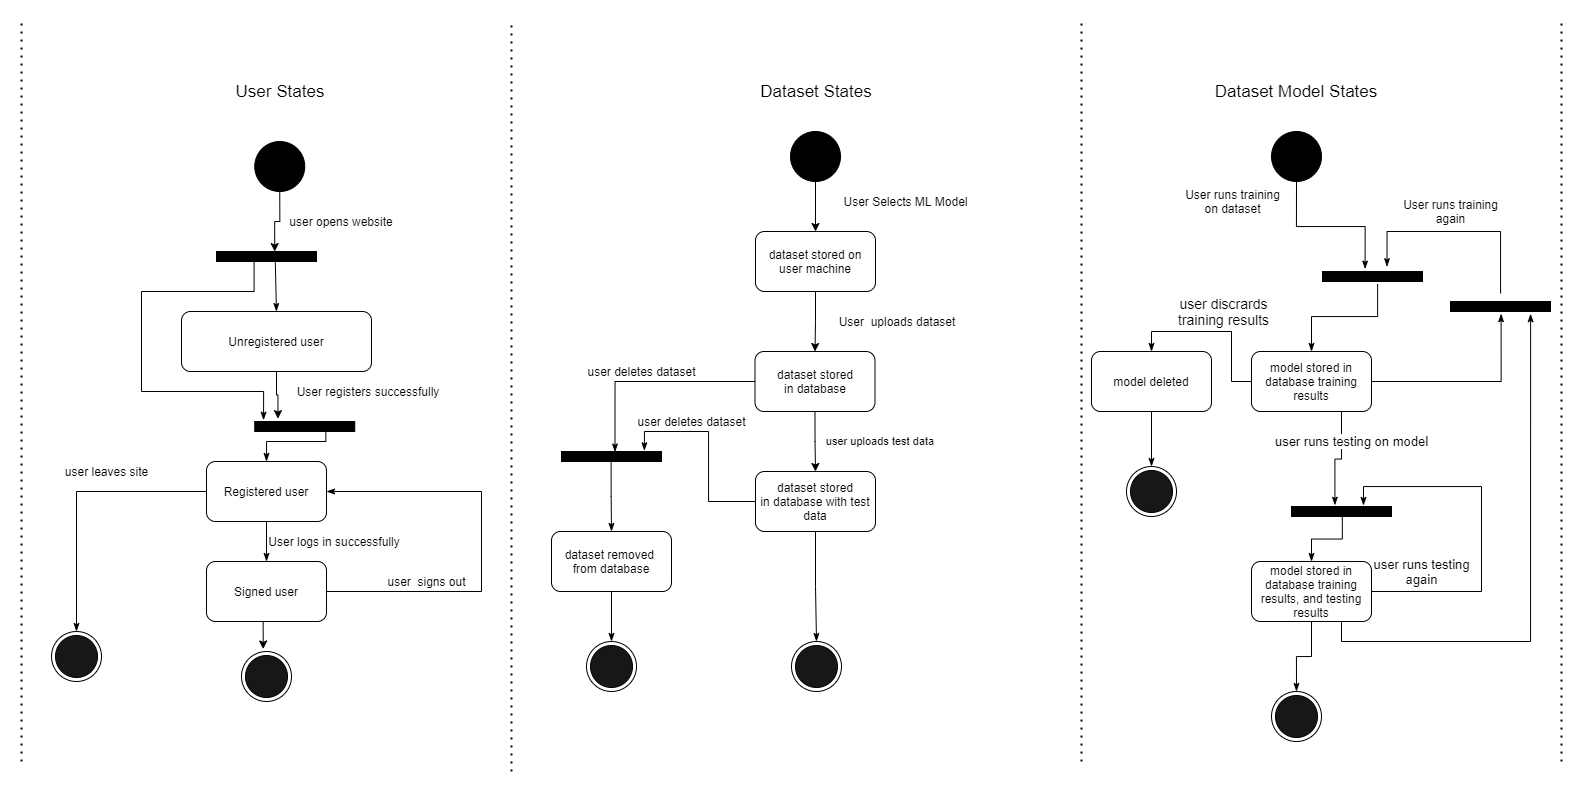 User States
user opens website
Unregistered user
User registers successfully
user leaves site
Registered user
User logs in successfully
user  signs out
Signed user
Dataset States
User Selects ML Model
dataset stored on
user machine
User  uploads dataset
user deletes dataset
dataset stored
in database
user deletes dataset
user uploads test data
dataset stored
in database with test
data
dataset removed
from database
Dataset Model States
User runs training
on dataset
User runs training
again
user discrards
training results
model deleted
model stored in
database training
results
user runs testing on model
user runs testing
again
model stored in
database training
results, and testing
results